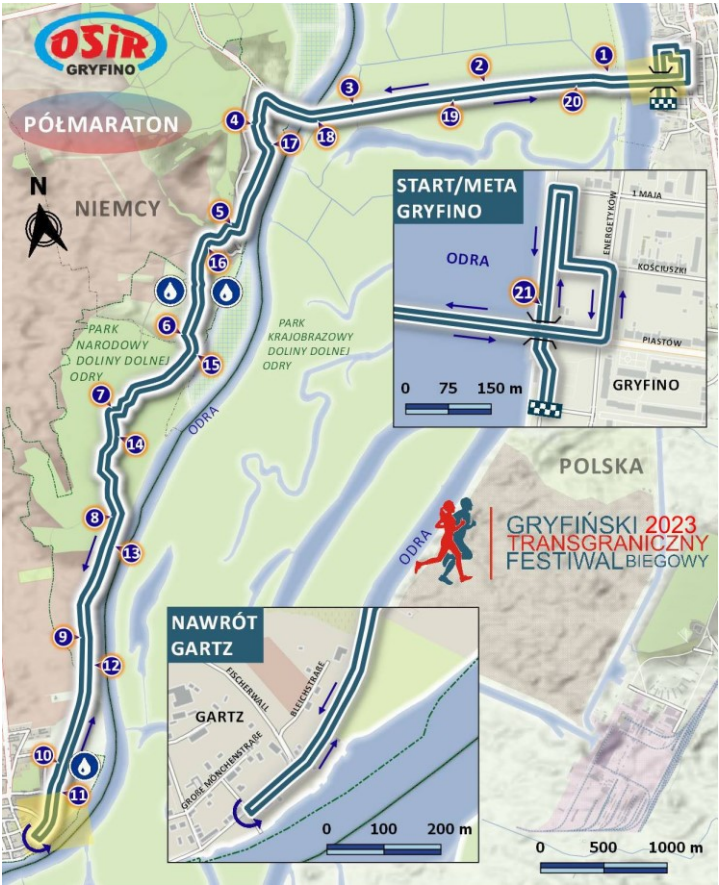 OSiR
GRYFINO
PÓŁMARATON
N
NIEMCY
1
2
3
20
19
4
18
17
5
16
START/META
GRYFINO
1 MAJA
ENERGETYKÓW
ODRA
KOŚCIUSZKI
21
PIASTÓW
0 75 150 m
GRYFINO
PARK
NARODOWY
DOLINY DOLNEJ
ODRY
PARK
KRAJOBRAZOWY
DOLINY DOLNEJ
ODRY
6
15
7
ODRA
14
POLSKA
8
13
ODRA
GRYFIŃSKI 2023
TRANSGRANICZNY
FESTIWAL BIEGOWY
NAWRÓT
GARTZ
9
12
FISCHERWALL
BLEICHSTRAßE
GARTZ
GROßE MÖNCHENSTRAßE
10
11
0 100 200 m
0 500 1000 m